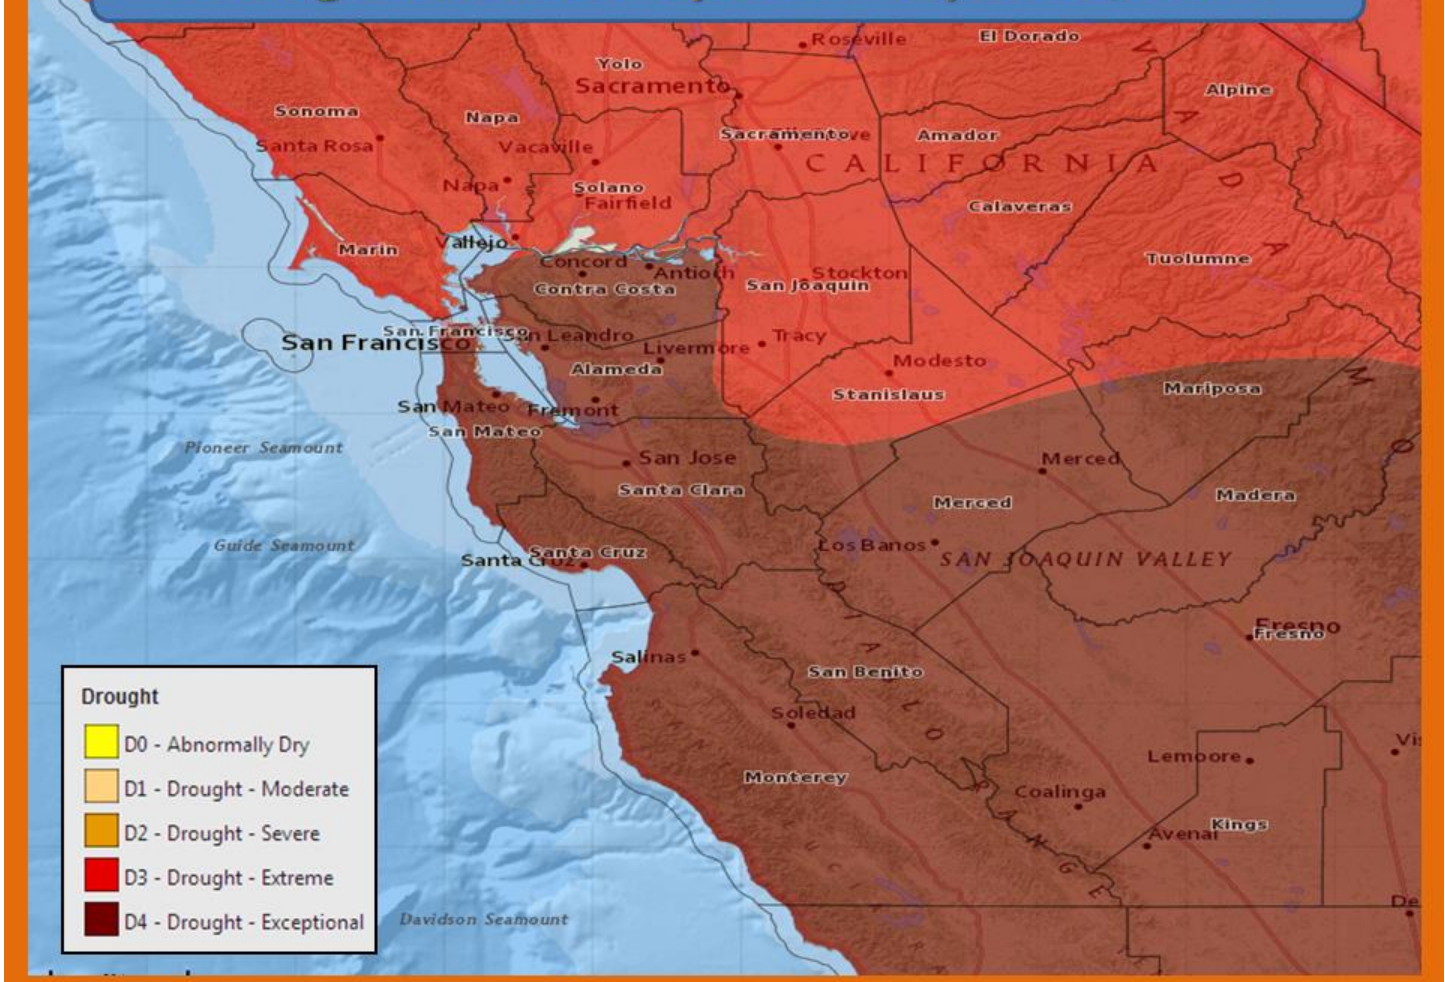 Roseville
El Dorado
Yolo
Sacramento
Alpine
Sonoma
Napa
Sacramento
Amador
Santa Rosa
Vacaville
CALIFORNIA
Napa
Solano
Fairfield
Calaveras
Marin
Vallejo
Tuolumne
Concord
Antioch
Stockton
Contra Costa
San Joaquin
San Francisco
San Francisco
San Leandro
Tracy
Livermore
Alameda
Modesto
Stanislaus
Mariposa
San Mateo
Fremont
San Mateo
Pioneer Seamount
San Jose
Merced
Santa Clara
Merced
Madera
Guide Seamount
Los Banos
Santa Cruz
Santa Cruz
SAN JOAQUIN VALLEY
Fresno
Fresno
Salinas
San Benito
DIABLO RANGE
Soledad
Monterey
Lemoore
Coalinga
Kings
Avenal
Davidson Seamount
Drought
D0 - Abnormally Dry
D1 - Drought - Moderate
D2 - Drought - Severe
D3 - Drought - Extreme
D4 - Drought - Exceptional